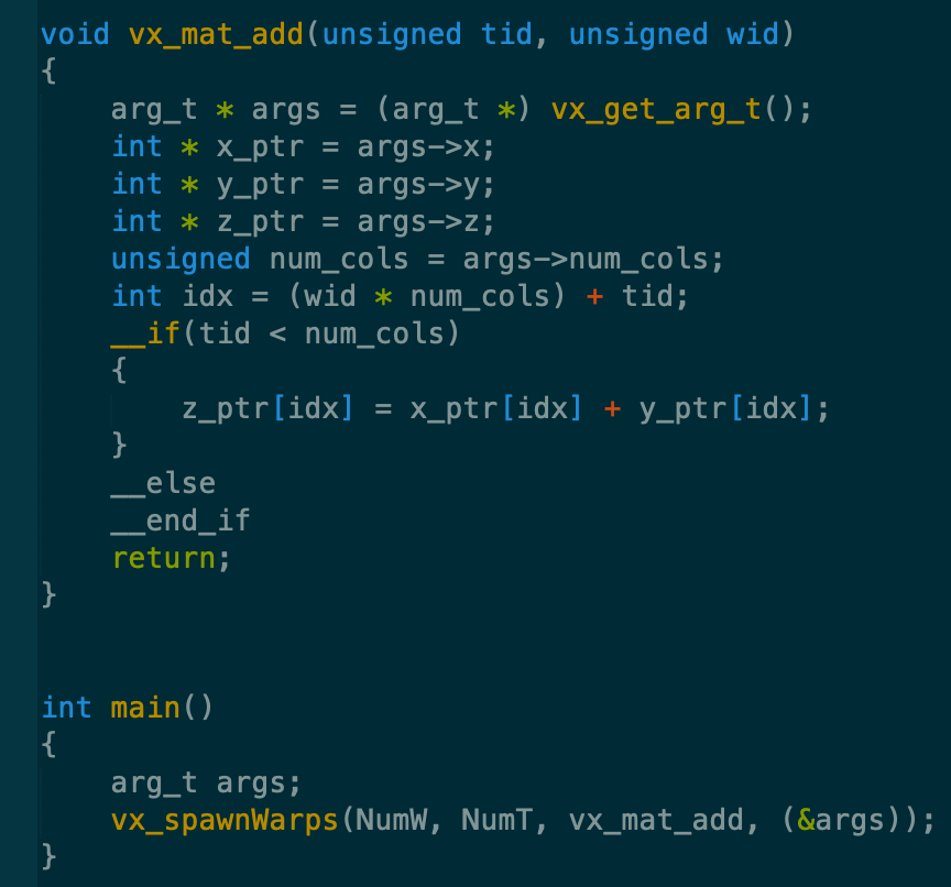 void vx_mat_add(unsigned tid, unsigned wid)
{
    arg_t * args = (arg_t *) vx_get_arg_t();
    int * x_ptr = args->x;
    int * y_ptr = args->y;
    int * z_ptr = args->z;
    unsigned num_cols = args->num_cols;
    int idx = (wid * num_cols) + tid;
    __if(tid < num_cols)
    {
        z_ptr[idx] = x_ptr[idx] + y_ptr[idx];
    }
    __else
    __end_if
    return;
}
int main()
{
    arg_t args;
    vx_spawnWarps(NumW, NumT, vx_mat_add, (&args));
}